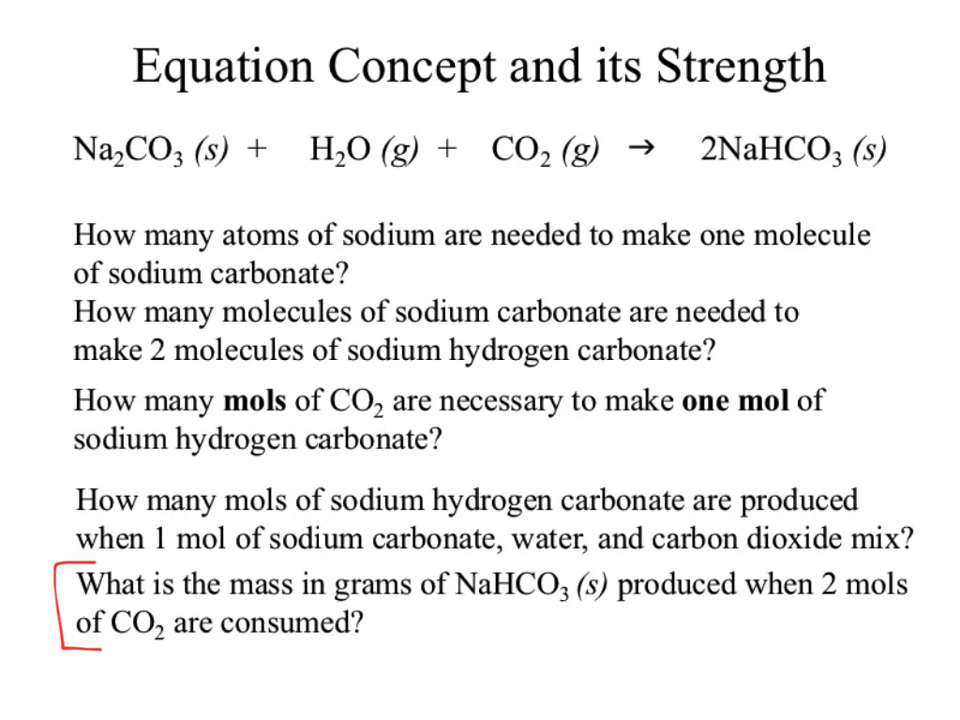 Equation Concept and its Strength
Na₂CO₃ (s) + H₂O (g) + CO₂ (g) → 2NaHCO₃ (s)
How many atoms of sodium are needed to make one molecule
of sodium carbonate?
How many molecules of sodium carbonate are needed to
make 2 molecules of sodium hydrogen carbonate?
How many mols of CO₂ are necessary to make one mol of
sodium hydrogen carbonate?
How many mols of sodium hydrogen carbonate are produced
when 1 mol of sodium carbonate, water, and carbon dioxide mix?
What is the mass in grams of NaHCO₃ (s) produced when 2 mols
of CO₂ are consumed?